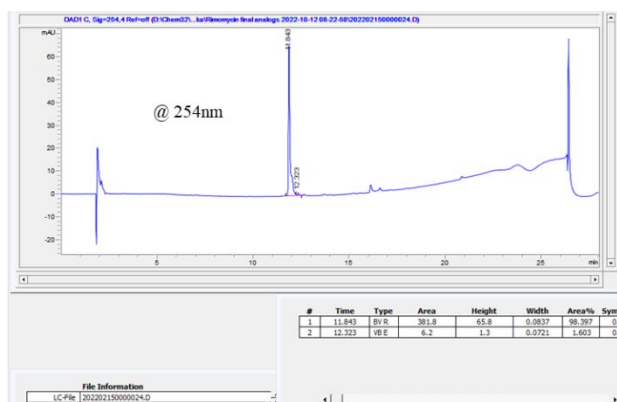 DAD1 C, Sig=254,4 Ref=off (D:\Chem32\...ka\Rimomycin final analogs 2022-10-12 08-22-58\202202150000024.D)
mAU
60
50
40
30
20
10
0
-10
-20
11.843
12.323
@ 254nm
5
10
15
20
25
min
# Time Type Area Height Width Area% Sym
1 11.843 BV R 381.8 65.8 0.0837 98.397 0.
2 12.323 VB E 6.2 1.3 0.0721 1.603 0.
File Information
LC-File 202202150000024.D